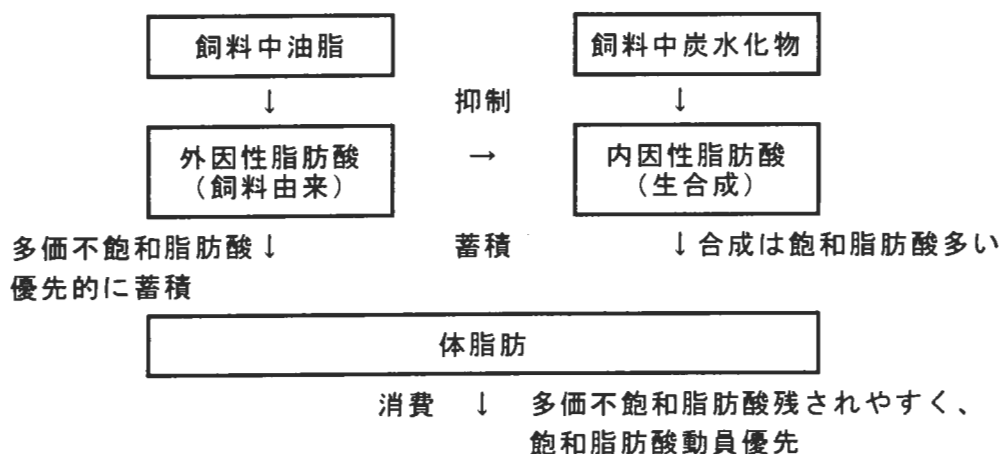 飼料中油脂
飼料中炭水化物
↓
抑制
↓
外因性脂肪酸
(飼料由来)
→
内因性脂肪酸
(生合成)
多価不飽和脂肪酸↓
優先的に蓄積
蓄積
↓合成は飽和脂肪酸多い
体脂肪
消費 ↓ 多価不飽和脂肪酸残されやすく、
飽和脂肪酸動員優先